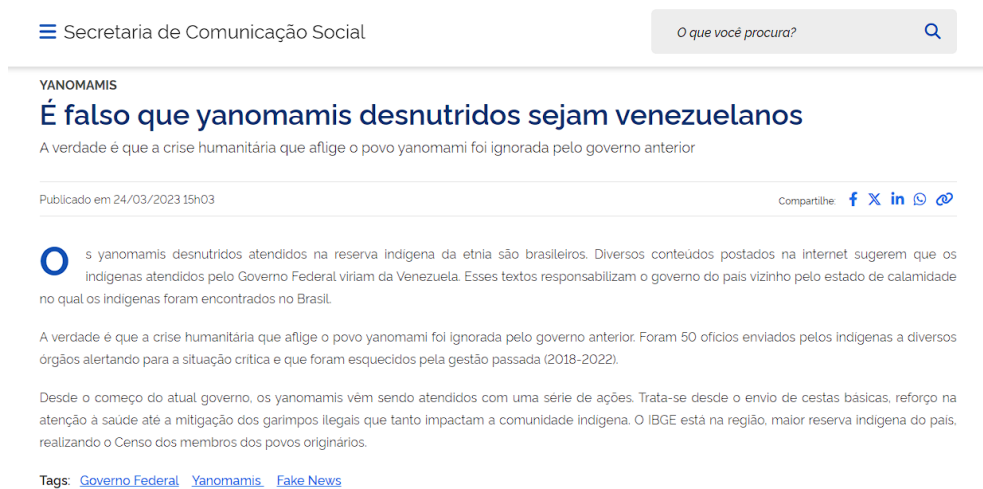 Secretaria de Comunicação Social
O que você procura?
YANOMAMIS
É falso que yanomamis desnutridos sejam venezuelanos
A verdade é que a crise humanitária que aflige o povo yanomami foi ignorada pelo governo anterior
Publicado em 24/03/2023 15h03
Compartilhe:
Os yanomamis desnutridos atendidos na reserva indígena da etnia são brasileiros. Diversos conteúdos postados na internet sugerem que os
indígenas atendidos pelo Governo Federal viriam da Venezuela. Esses textos responsabilizam o governo do país vizinho pelo estado de calamidade
no qual os indígenas foram encontrados no Brasil.
A verdade é que a crise humanitária que aflige o povo yanomami foi ignorada pelo governo anterior. Foram 50 ofícios enviados pelos indígenas a diversos
órgãos alertando para a situação crítica e que foram esquecidos pela gestão passada (2018-2022).
Desde o começo do atual governo, os yanomamis vêm sendo atendidos com uma série de ações. Trata-se desde o envio de cestas básicas, reforço na
atenção à saúde até a mitigação dos garimpos ilegais que tanto impactam a comunidade indígena. O IBGE está na região, maior reserva indígena do país,
realizando o Censo dos membros dos povos originários.
Tags: Governo Federal Yanomamis Fake News